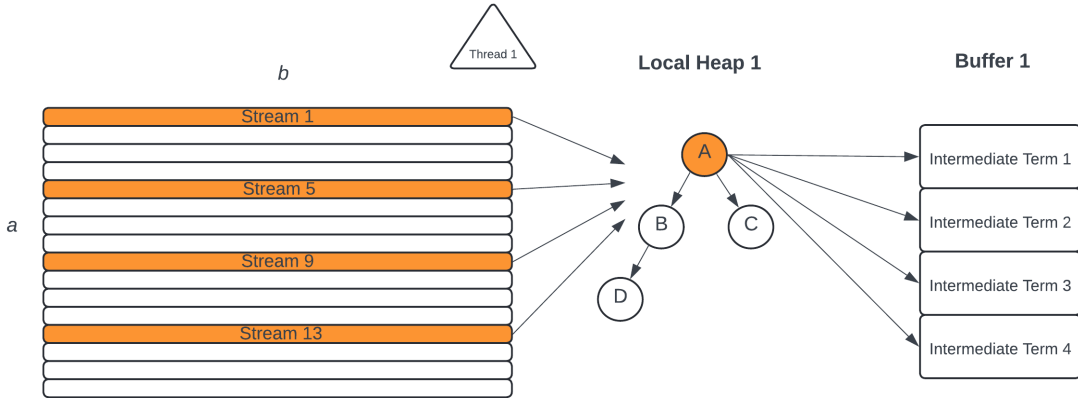 Thread 1
b
Local Heap 1
Buffer 1
a
Stream 1
Stream 5
Stream 9
Stream 13
A
B
C
D
Intermediate Term 1
Intermediate Term 2
Intermediate Term 3
Intermediate Term 4